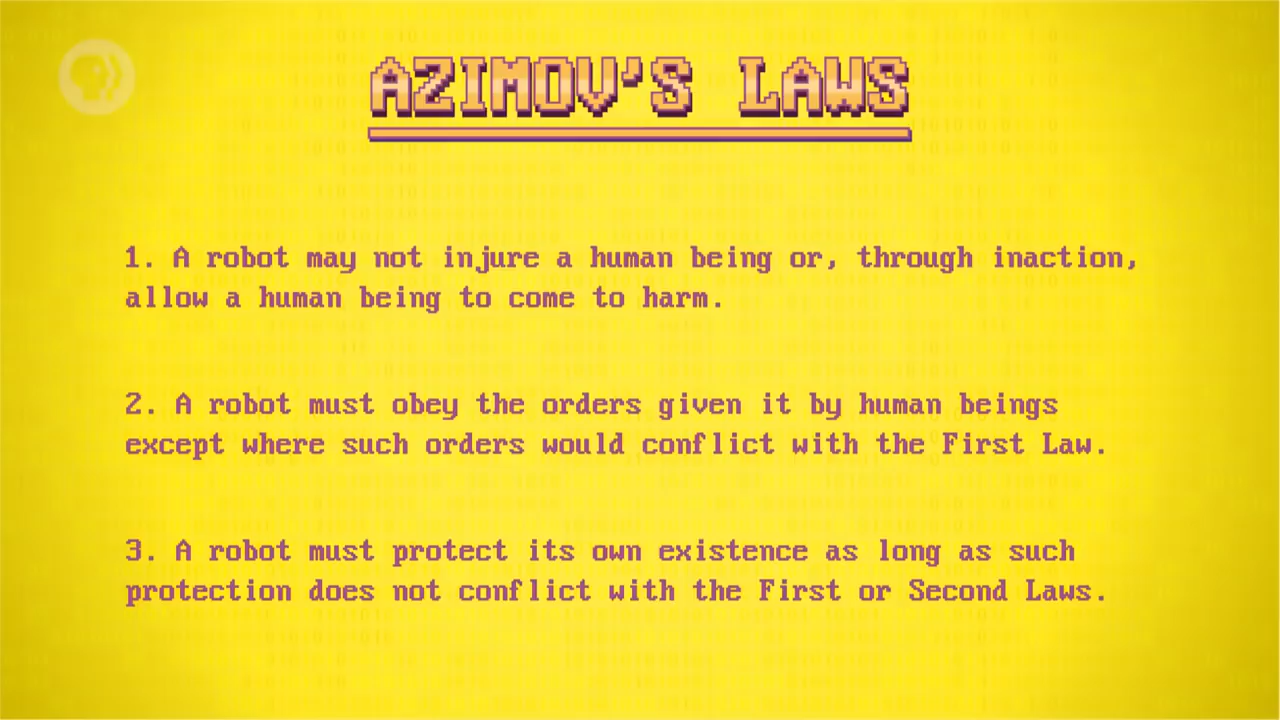 AZIMOV'S LAWS
1. A robot may not injure a human being or, through inaction,
allow a human being to come to harm.
2. A robot must obey the orders given it by human beings
except where such orders would conflict with the First Law.
3. A robot must protect its own existence as long as such
protection does not conflict with the First or Second Laws.